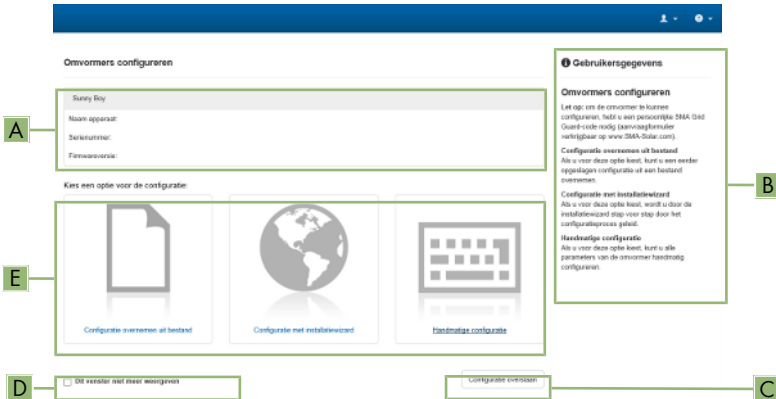 Omvormers configureren
Sunny Boy
Naam apparaat:
Serienummer:
Firmwareversie:
Kies een optie voor de configuratie:
Configuratie overnemen uit bestand
Configuratie met installatiewizard
Handmatige configuratie
Dit venster niet meer weergeven
Configuratie overslaan
Gebruikersgegevens
Omvormers configureren
Let op: om de omvormer te kunnen
configureren, hebt u een persoonlijke SMA Grid
Guard-code nodig (aanvraagformulier
verkrijgbaar op www.SMA-Solar.com).
Configuratie overnemen uit bestand
Als u voor deze optie kiest, kunt u een eerder
opgeslagen configuratie uit een bestand
overnemen.
Configuratie met installatiewizard
Als u voor deze optie kiest, wordt u door de
installatiewizard stap voor stap door het
configuratieproces geleid.
Handmatige configuratie
Als u voor deze optie kiest, kunt u alle
parameters van de omvormer handmatig
configureren.
A
B
C
D
E